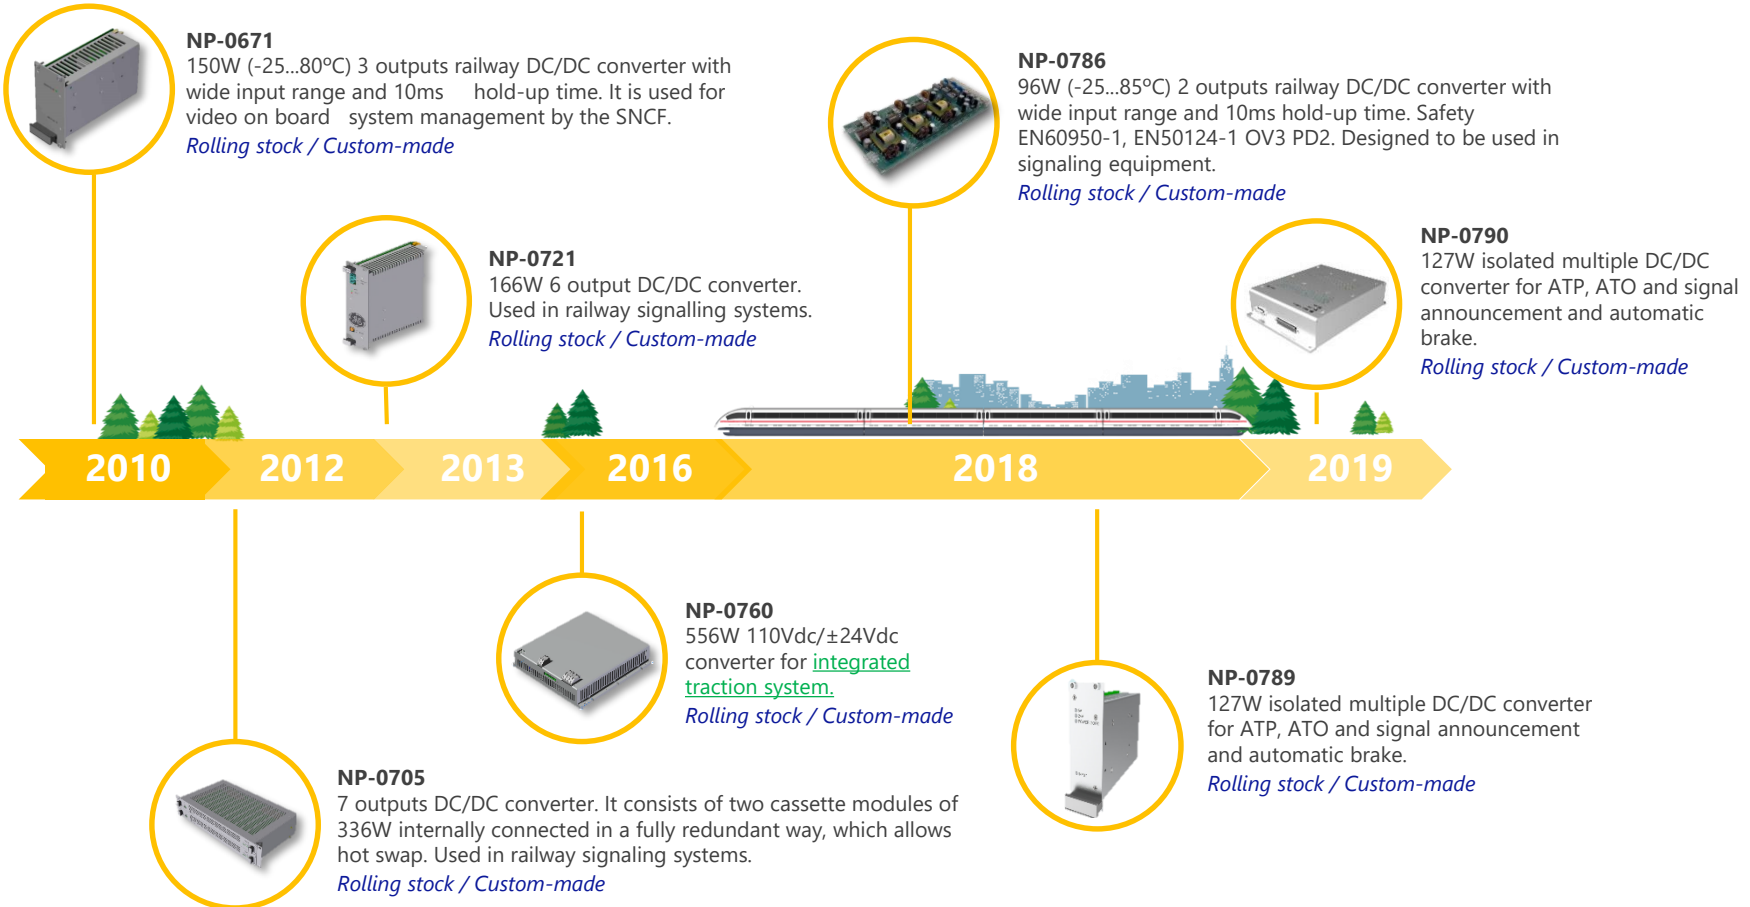 NP-0671
150W (-25...80ºC) 3 outputs railway DC/DC converter with
wide input range and 10ms hold-up time. It is used for
video on board system management by the SNCF.
Rolling stock / Custom-made
NP-0786
96W (-25...85ºC) 2 outputs railway DC/DC converter with
wide input range and 10ms hold-up time. Safety
EN60950-1, EN50124-1 OV3 PD2. Designed to be used in
signaling equipment.
Rolling stock / Custom-made
NP-0721
166W 6 output DC/DC converter.
Used in railway signalling systems.
Rolling stock / Custom-made
NP-0790
127W isolated multiple DC/DC
converter for ATP, ATO and signal
announcement and automatic
brake.
Rolling stock / Custom-made
2010
2012
2013
2016
2018
2019
NP-0760
556W 110Vdc/±24Vdc
converter for integrated
traction system.
Rolling stock / Custom-made
NP-0789
127W isolated multiple DC/DC converter
for ATP, ATO and signal announcement
and automatic brake.
Rolling stock / Custom-made
NP-0705
7 outputs DC/DC converter. It consists of two cassette modules of
336W internally connected in a fully redundant way, which allows
hot swap. Used in railway signaling systems.
Rolling stock / Custom-made